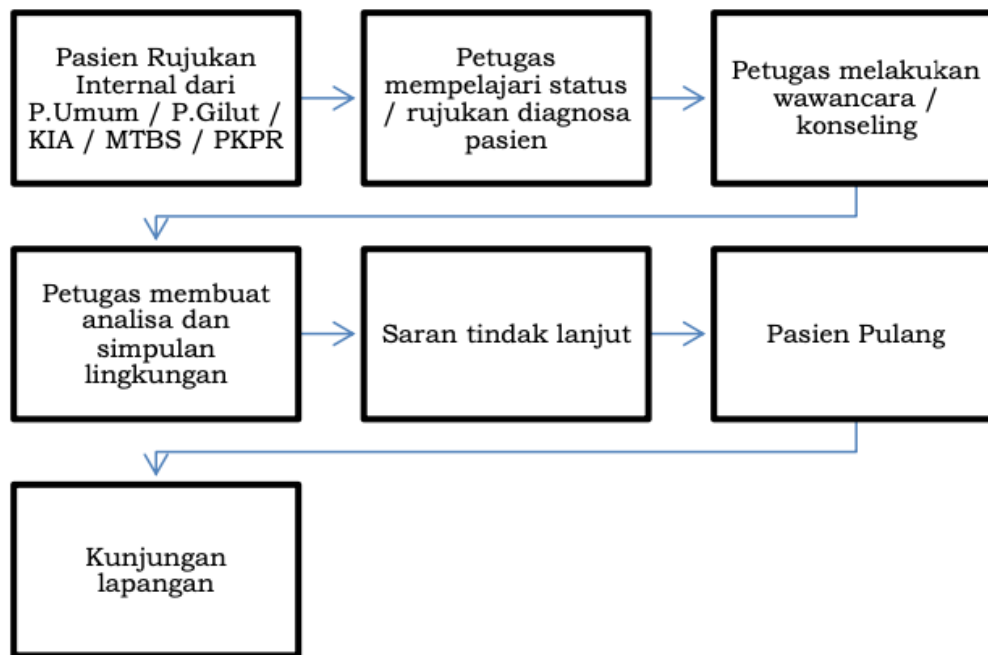 Pasien Rujukan
Internal dari
P.Umum / P.Gilut /
KIA / MTBS / PKPR
Petugas
mempelajari status
/ rujukan diagnosa
pasien
Petugas melakukan
wawancara /
konseling
Petugas membuat
analisa dan
simpulan
lingkungan
Saran tindak lanjut
Pasien Pulang
Kunjungan
lapangan